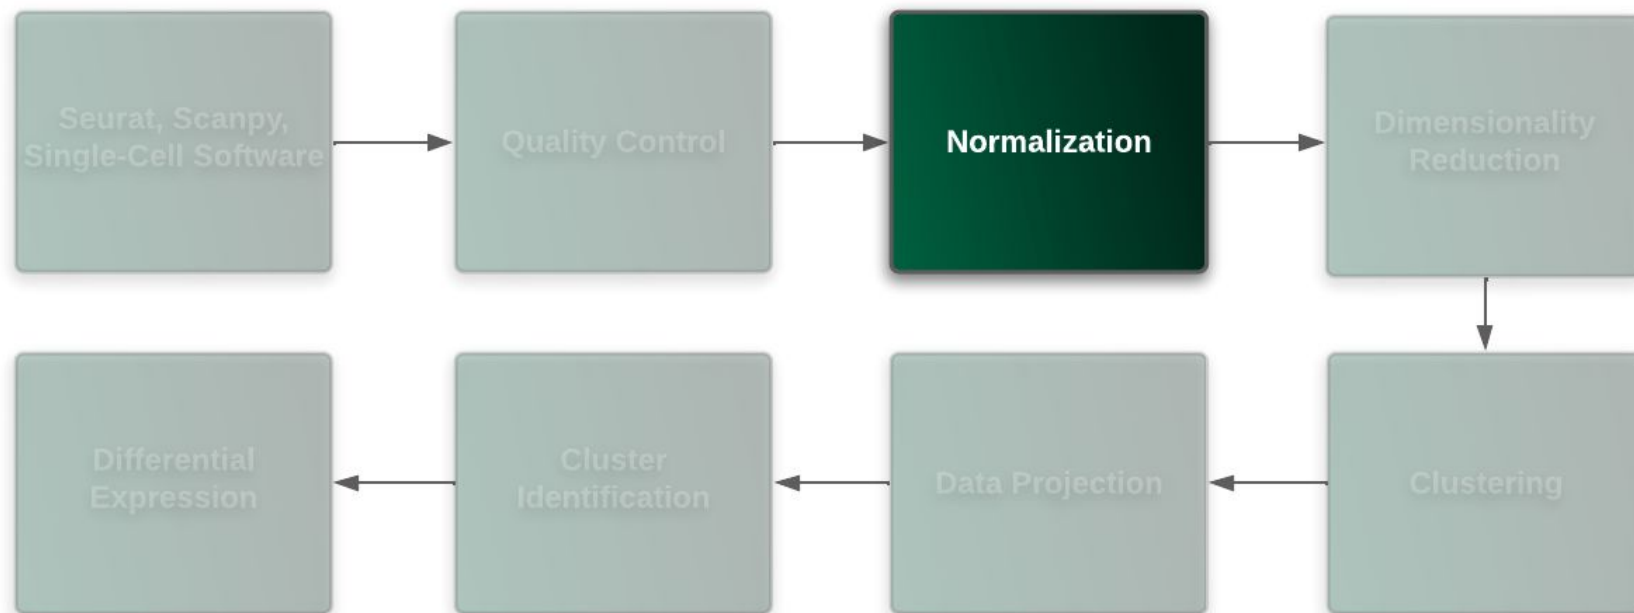 Seurat, Scanpy,
Single-Cell Software
Quality Control
Normalization
Dimensionality
Reduction
Clustering
Data Projection
Cluster
Identification
Differential
Expression